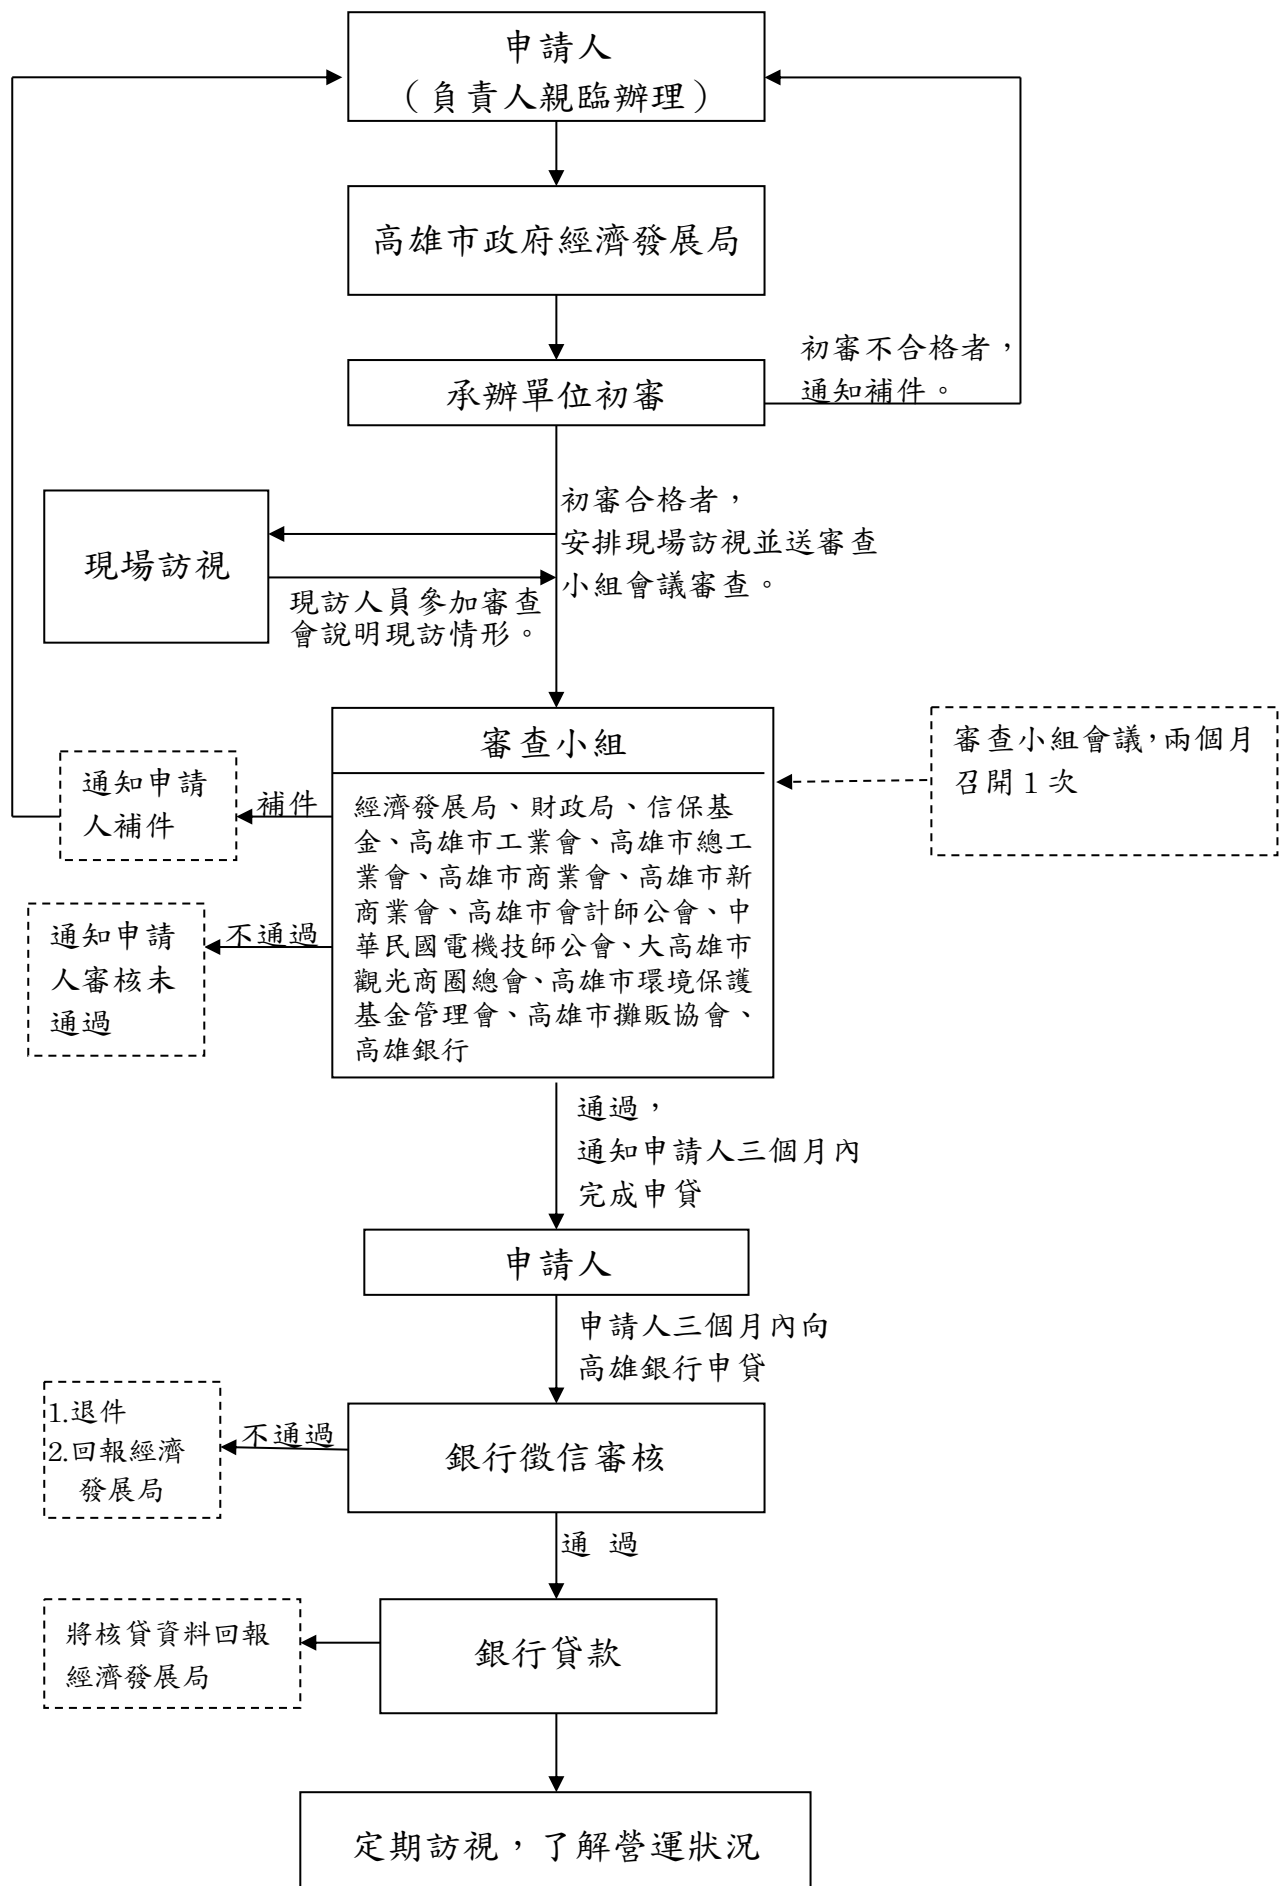 申請人
（負責人親臨辦理）
高雄市政府經濟發展局
承辦單位初審
初審不合格者，
通知補件。
初審合格者，
安排現場訪視並送審查
小組會議審查。
現場訪視
現訪人員參加審查
會說明現訪情形。
審查小組
經濟發展局、財政局、信保基
金、高雄市工業會、高雄市總工
業會、高雄市商業會、高雄市新
商業會、高雄市會計師公會、中
華民國電機技師公會、大高雄市
觀光商圈總會、高雄市環境保護
基金管理會、高雄市攤販協會、
高雄銀行
審查小組會議，兩個月
召開1次
補件
通知申請
人補件
不通過
通知申請
人審核未
通過
通過，
通知申請人三個月內
完成申貸
申請人
申請人三個月內向
高雄銀行申貸
銀行徵信審核
不通過
1.退件
2.回報經濟
發展局
通 過
銀行貸款
將核貸資料回報
經濟發展局
定期訪視，了解營運狀況